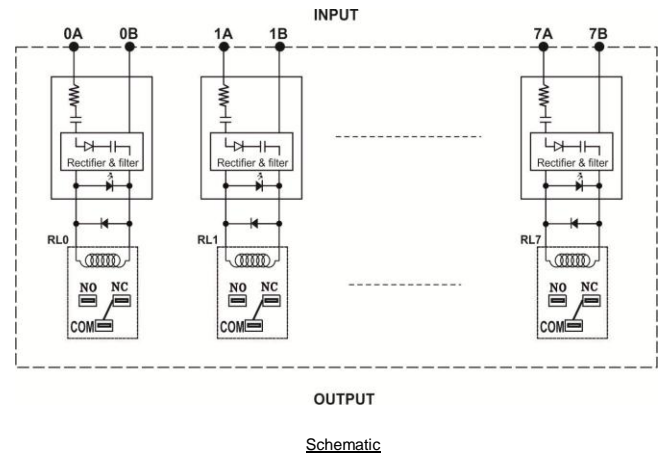 INPUT
0A 0B 1A 1B 7A 7B
Rectifier & filter Rectifier & filter Rectifier & filter
RL0 RL1 RL7
NO NC NO NC NO NC
COM COM COM
OUTPUT
Schematic